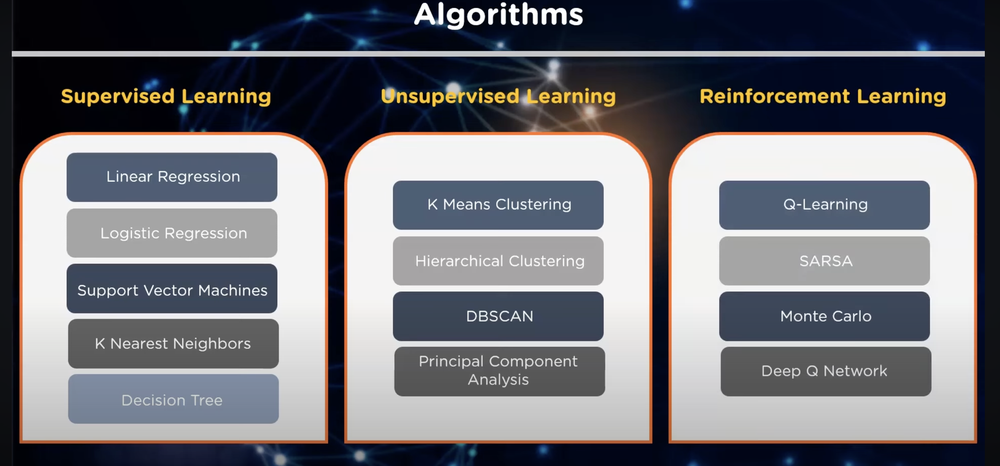 Algorithms
Supervised Learning
Linear Regression
Logistic Regression
Support Vector Machines
K Nearest Neighbors
Decision Tree
Unsupervised Learning
K Means Clustering
Hierarchical Clustering
DBSCAN
Principal Component
Analysis
Reinforcement Learning
Q-Learning
SARSA
Monte Carlo
Deep Q Network